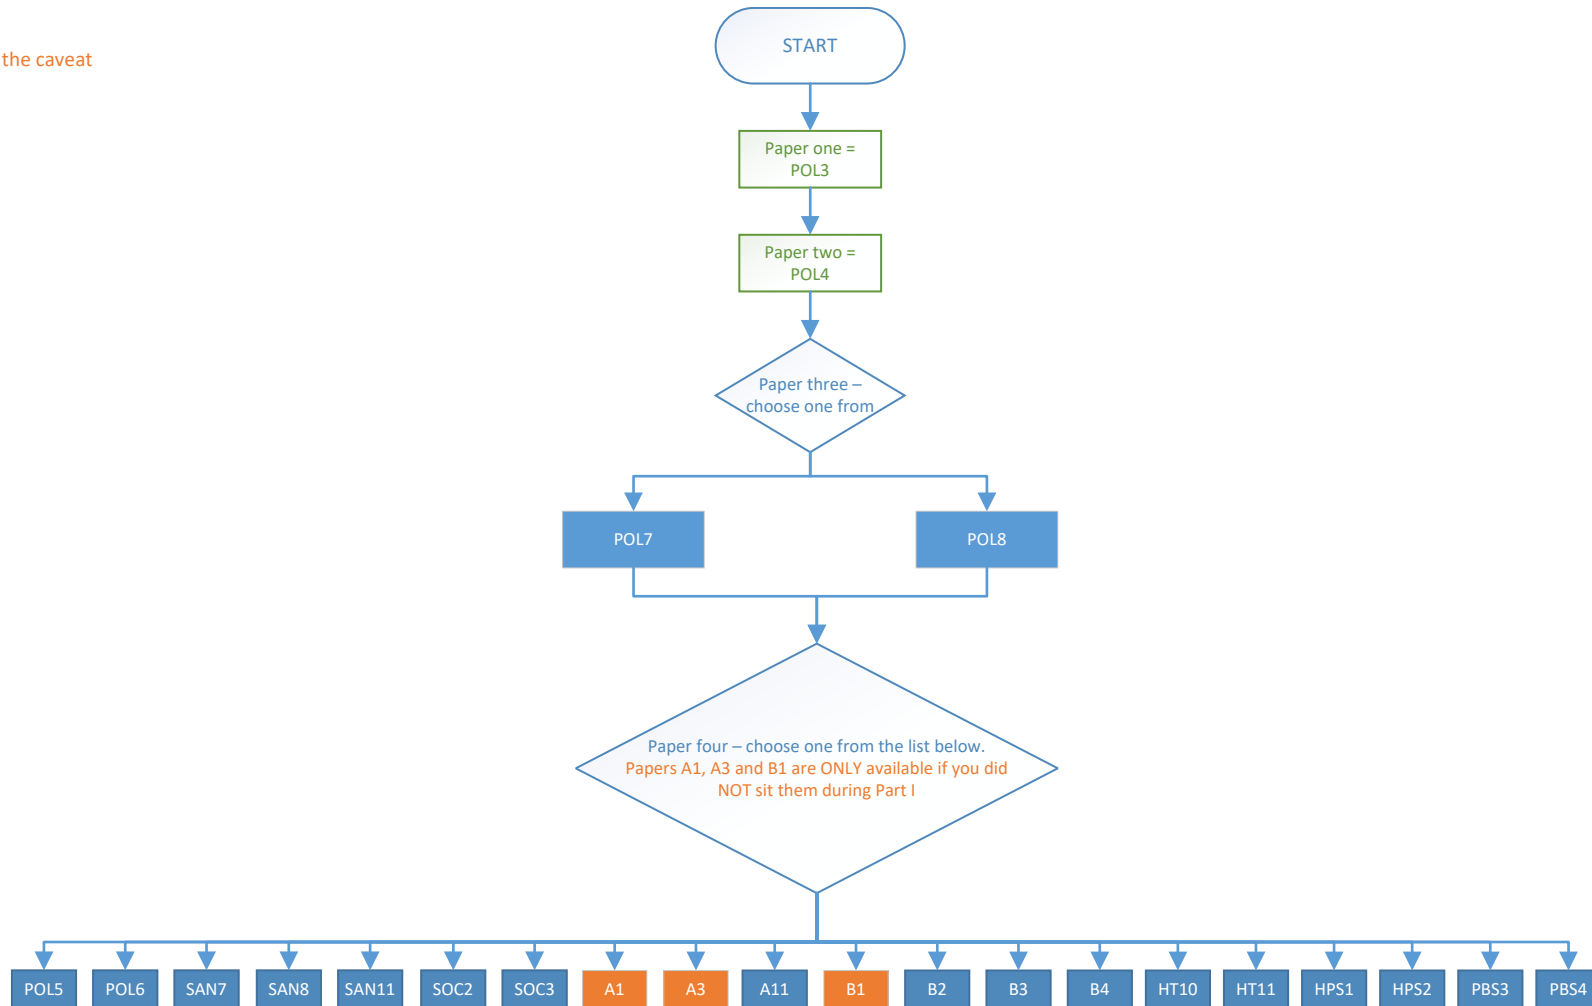 START
the caveat
Paper one =
POL3
Paper two =
POL4
Paper three –
choose one from
POL7
POL8
Paper four – choose one from the list below.
Papers A1, A3 and B1 are ONLY available if you did
NOT sit them during Part I
POL5
POL6
SAN7
SAN8
SAN11
SOC2
SOC3
A1
A3
A11
B1
B2
B3
B4
HT10
HT11
HPS1
HPS2
PBS3
PBS4